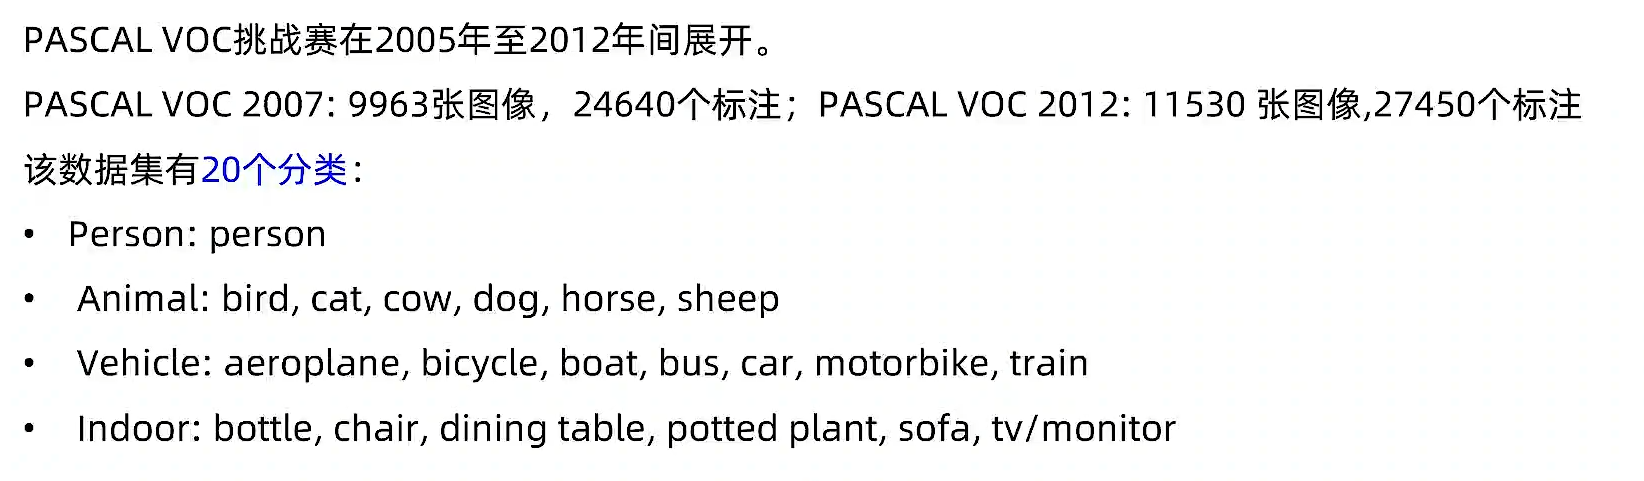 PASCAL VOC挑战赛在2005年至2012年间展开。
PASCAL VOC 2007: 9963张图像，24640个标注；PASCAL VOC 2012: 11530 张图像,27450个标注
该数据集有20个分类：
• Person: person
• Animal: bird, cat, cow, dog, horse, sheep
• Vehicle: aeroplane, bicycle, boat, bus, car, motorbike, train
• Indoor: bottle, chair, dining table, potted plant, sofa, tv/monitor